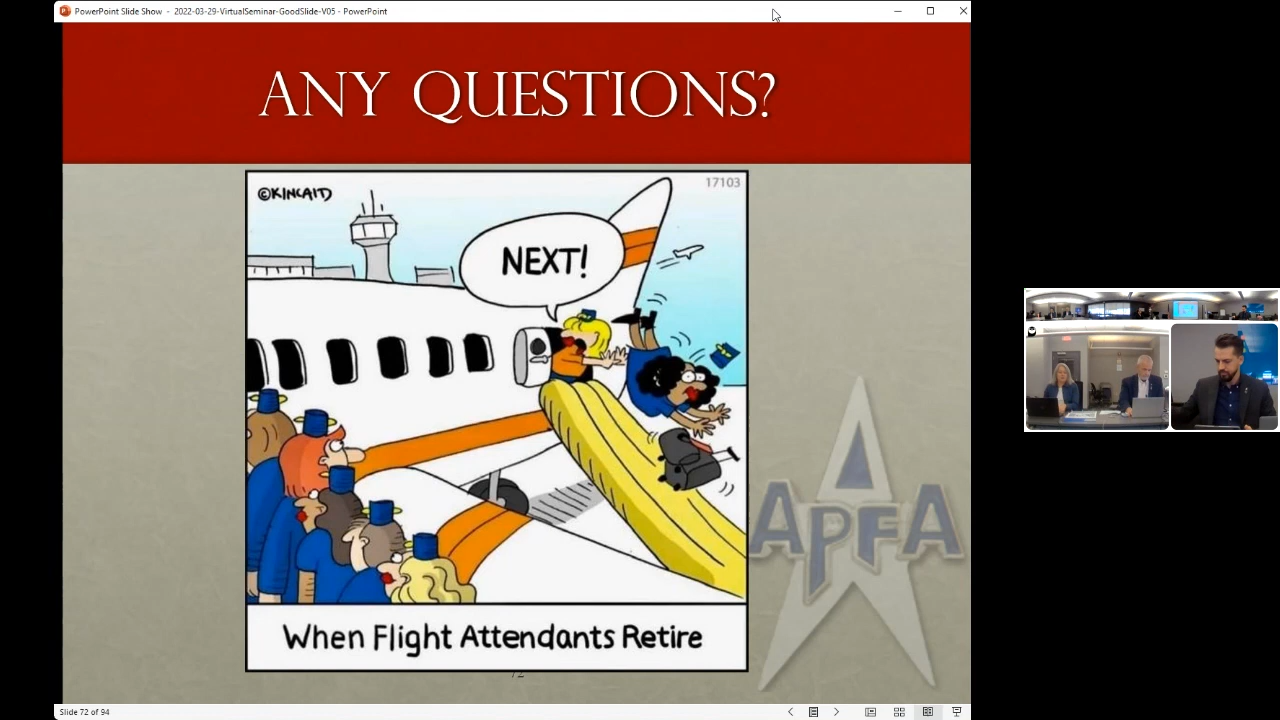 PowerPoint Slide Show - 2022-03-29-VirtualSeminar-GoodSlide-V05 - PowerPoint
ANY QUESTIONS?
©KINCAID
17103
NEXT!
APFA
When Flight Attendants Retire
72
Slide 72 of 94